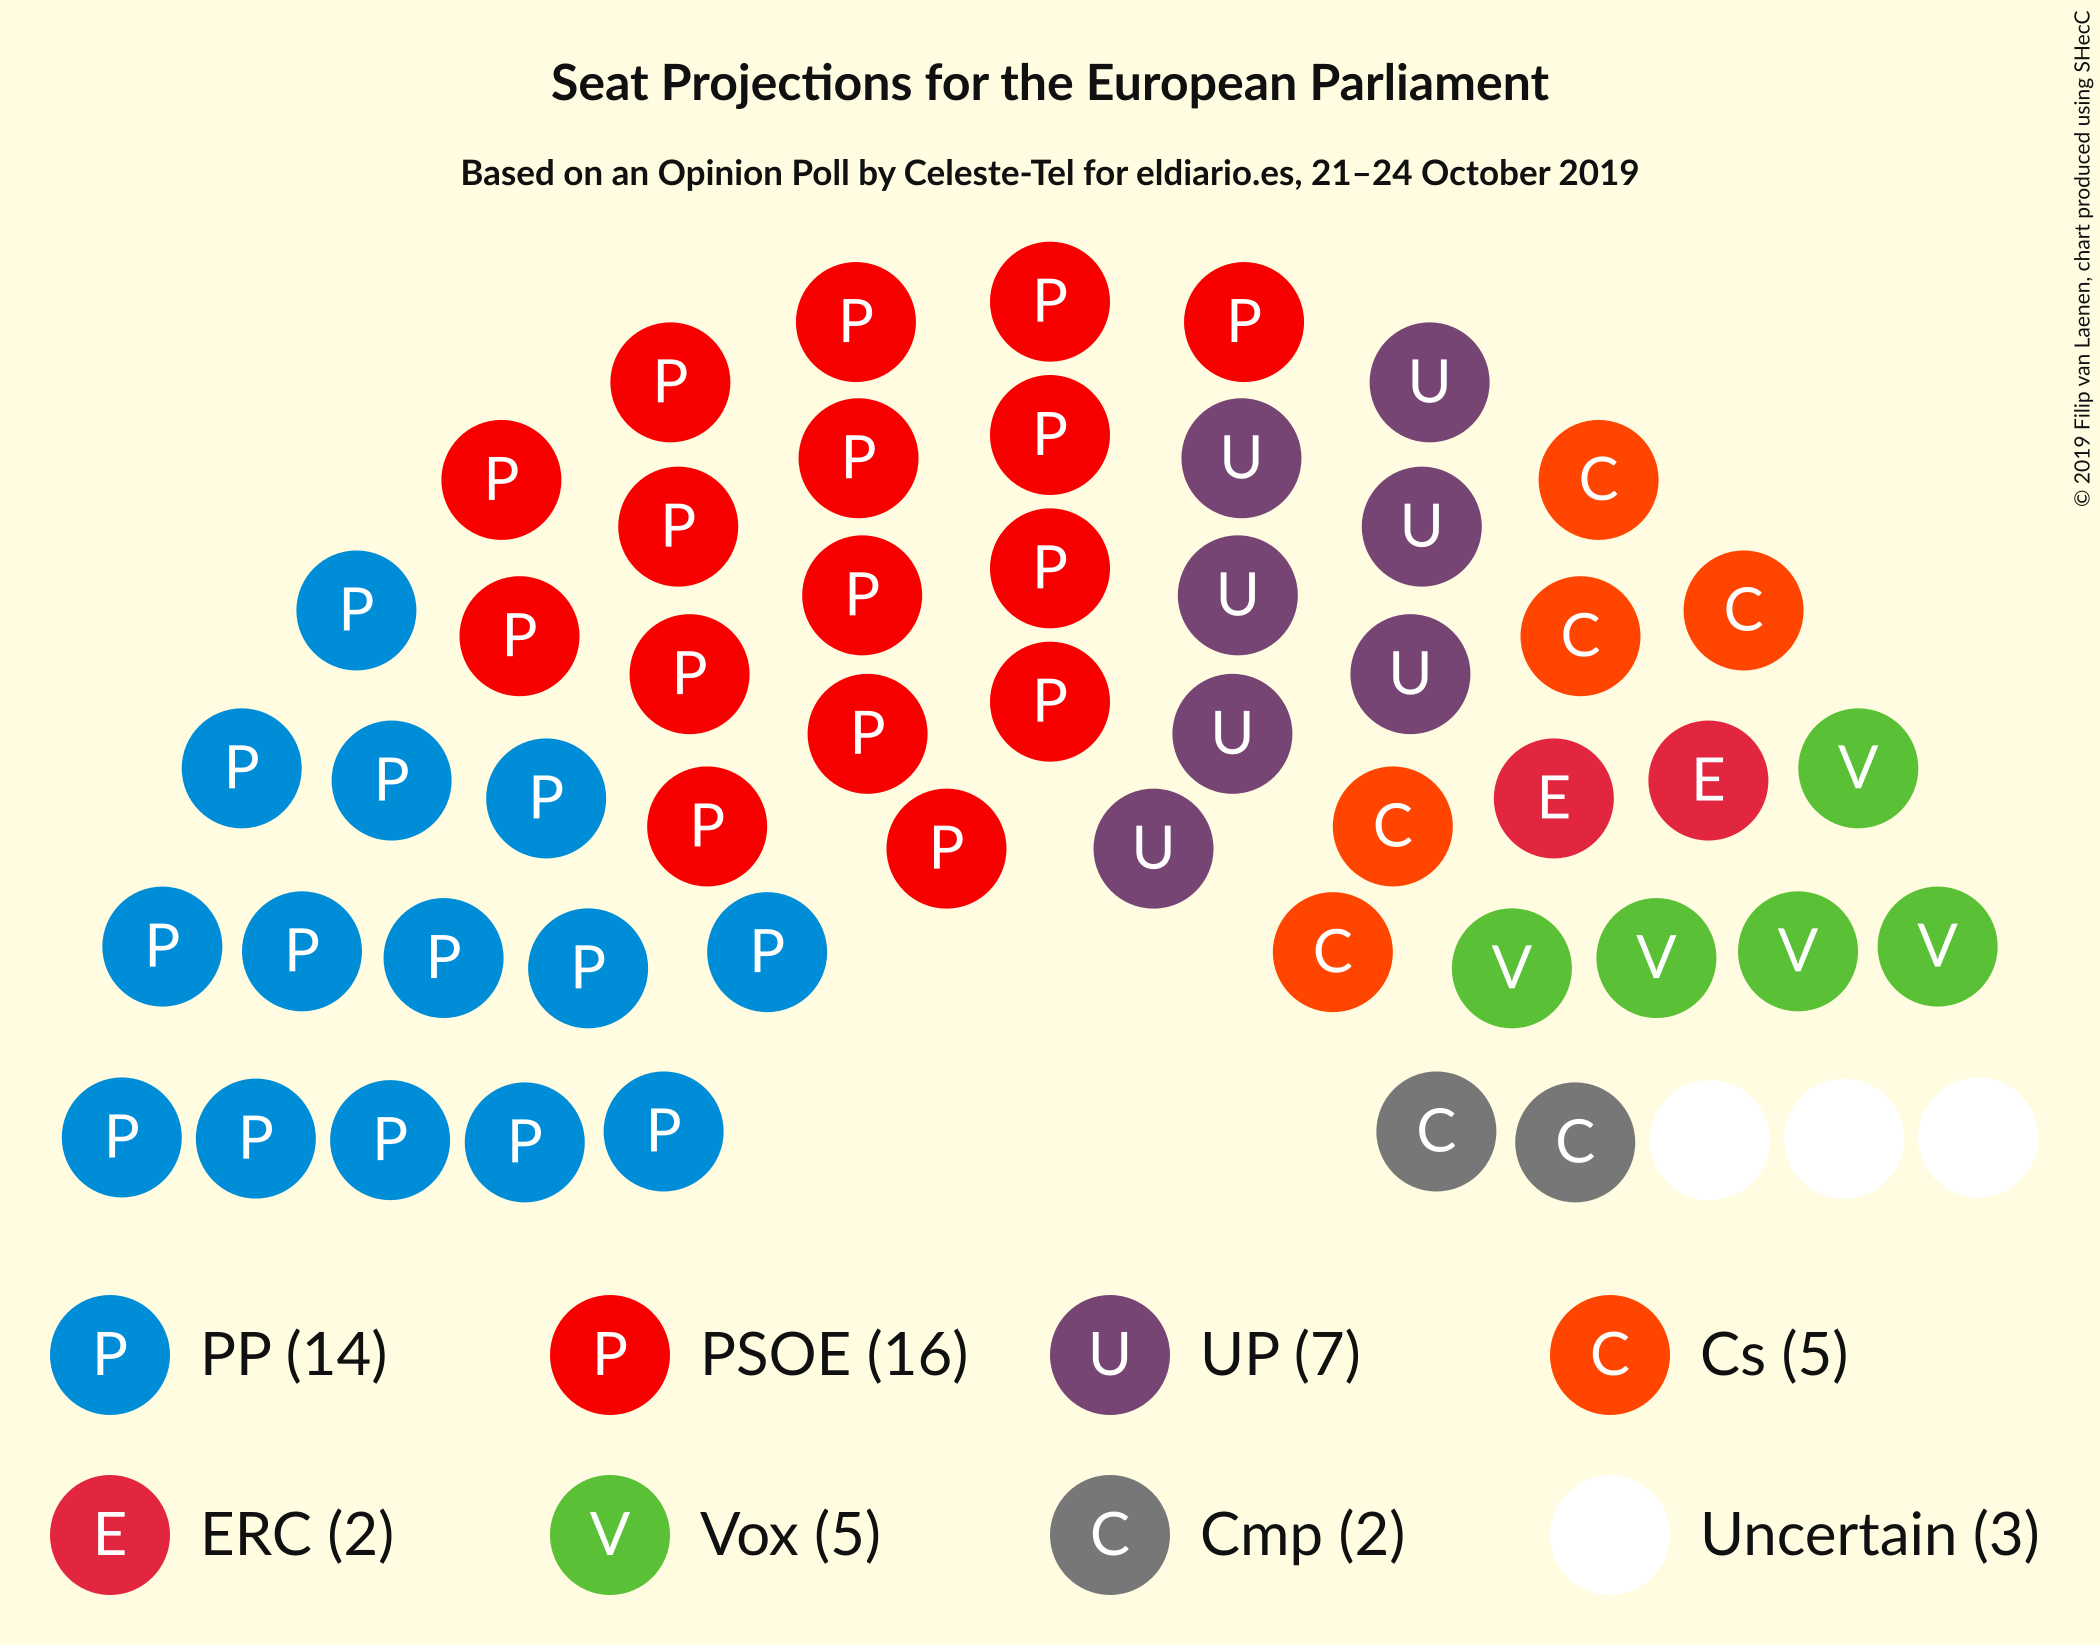 Seat Projections for the European Parliament
Based on an Opinion Poll by Celeste-Tel for eldiario.es, 21–24 October 2019
© 2019 Filip van Laenen, chart produced using SHecC
P P P
P U
P P P U C
P P U
P P P U C C
P P U
P P P P U E E V
P P U C
P P P P P C V V V V
P P P P P C C
P PP (14) P PSOE (16) U UP (7) C Cs (5)
E ERC (2) V Vox (5) C Cmp (2) Uncertain (3)